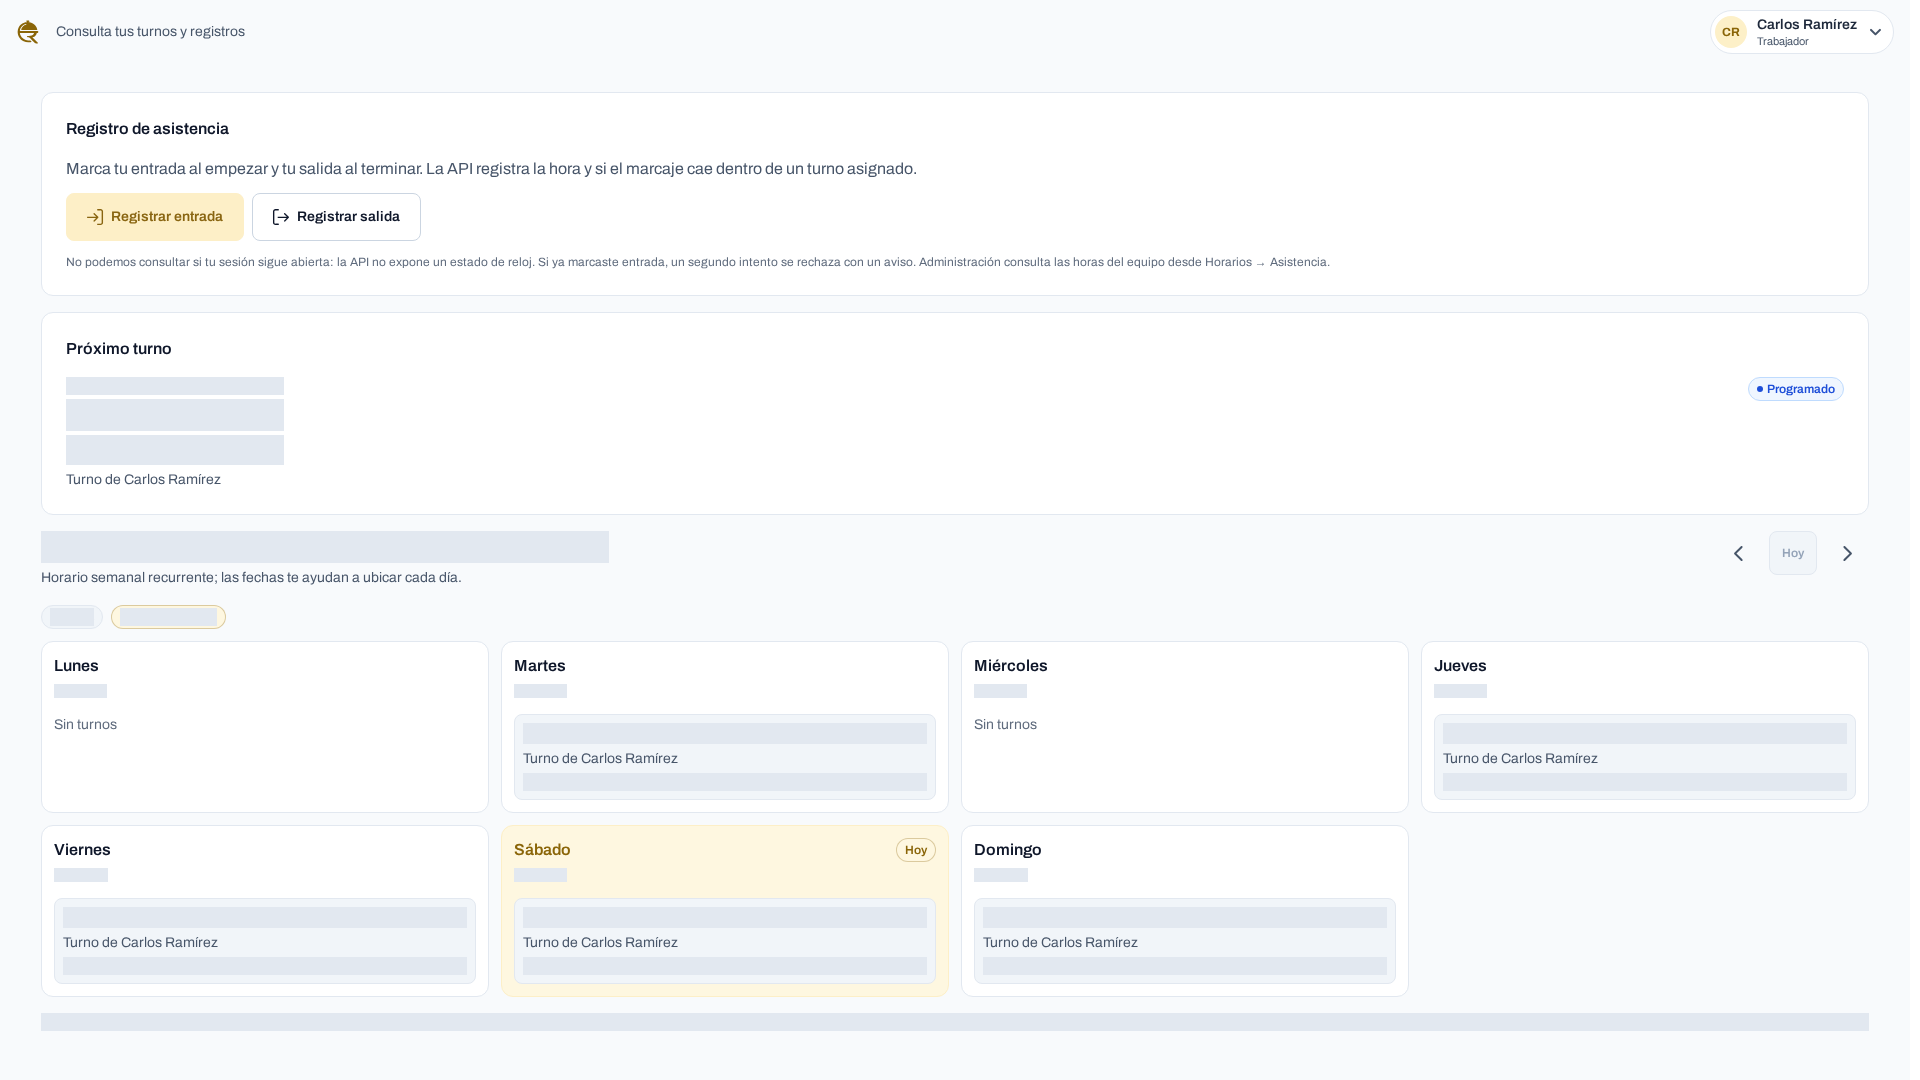 Consulta tus turnos y registros
CR
Carlos Ramírez
Trabajador
Registro de asistencia
Marca tu entrada al empezar y tu salida al terminar. La API registra la hora y si el marcaje cae dentro de un turno asignado.
Registrar entrada
Registrar salida
No podemos consultar si tu sesión sigue abierta: la API no expone un estado de reloj. Si ya marcaste entrada, un segundo intento se rechaza con un aviso. Administración consulta las horas del equipo desde Horarios → Asistencia.
Próximo turno
Programado
Turno de Carlos Ramírez
Hoy
Horario semanal recurrente; las fechas te ayudan a ubicar cada día.
Lunes
Sin turnos
Martes
Turno de Carlos Ramírez
Miércoles
Sin turnos
Jueves
Turno de Carlos Ramírez
Viernes
Turno de Carlos Ramírez
Sábado
Hoy
Turno de Carlos Ramírez
Domingo
Turno de Carlos Ramírez